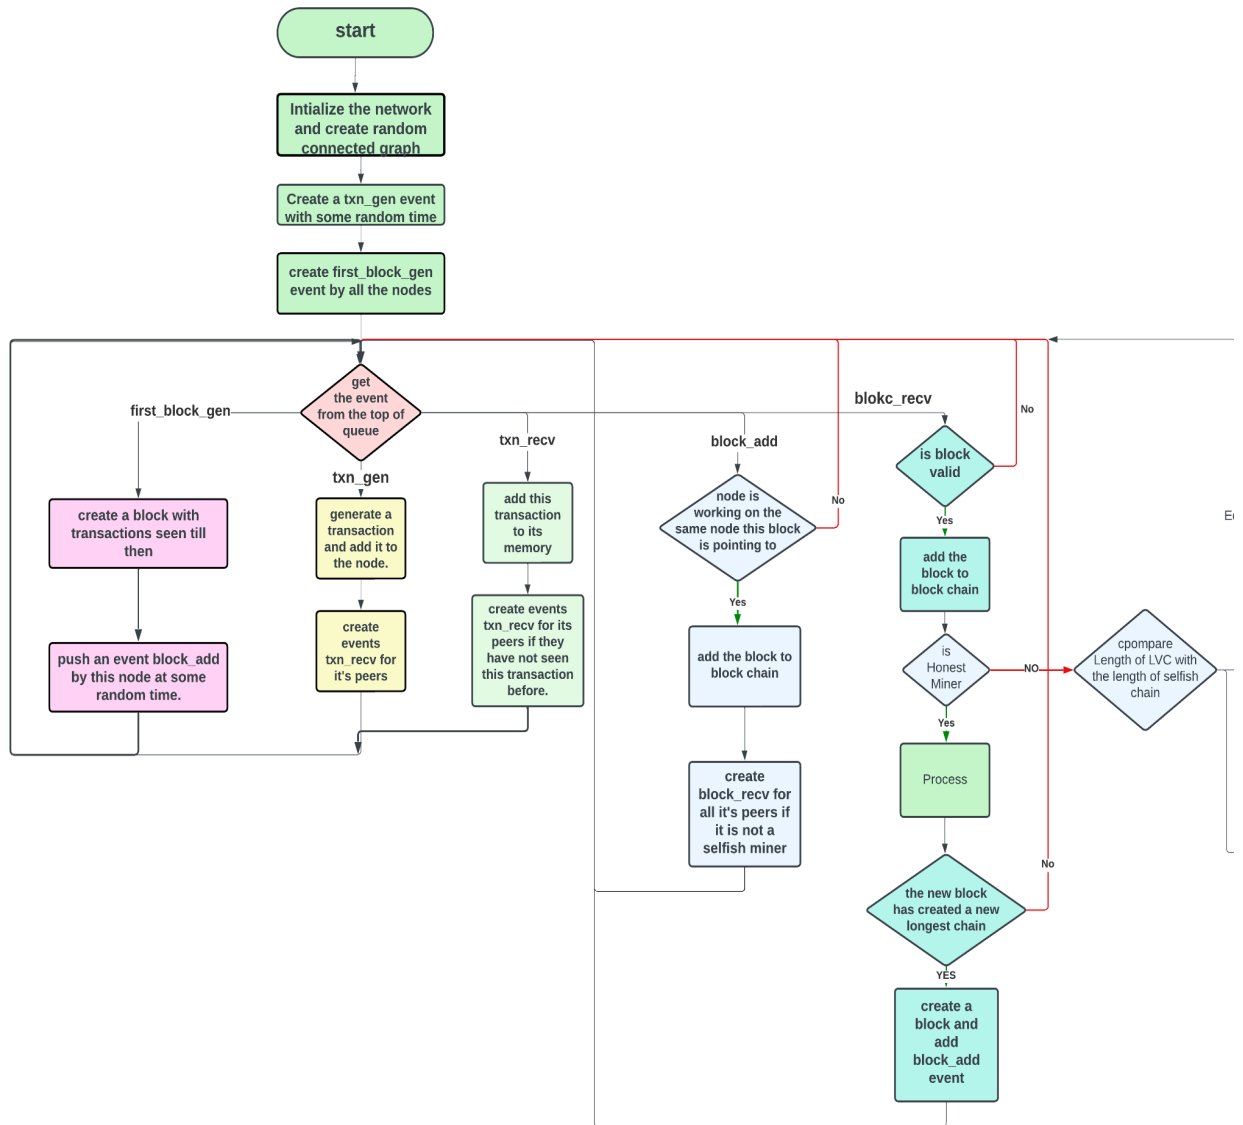 start
Intialize the network
and create random
connected graph
Create a txn_gen event
with some random time
create first_block_gen
event by all the nodes
get
the event
from the top of
queue
first_block_gen
txn_gen
txn_recv
block_add
blokc_recv
create a block with
transactions seen till
then
push an event block_add
by this node at some
random time.
generate a
transaction
and add it to
the node.
create
events
txn_recv for
it's peers
add this
transaction
to its
memory
create events
txn_recv for its
peers if they
have not seen
this transaction
before.
node is
working on the
same node this block
is pointing to
No
Yes
add the block to
block chain
create
block_recv for
all it's peers if
it is not a
selfish miner
is block
valid
No
Yes
add the
block to
block chain
is
Honest
Miner
NO
cpompare
Length of LVC with
the length of selfish
chain
Yes
Process
the new block
has created a new
longest chain
No
YES
create a
block and
add
block_add
event